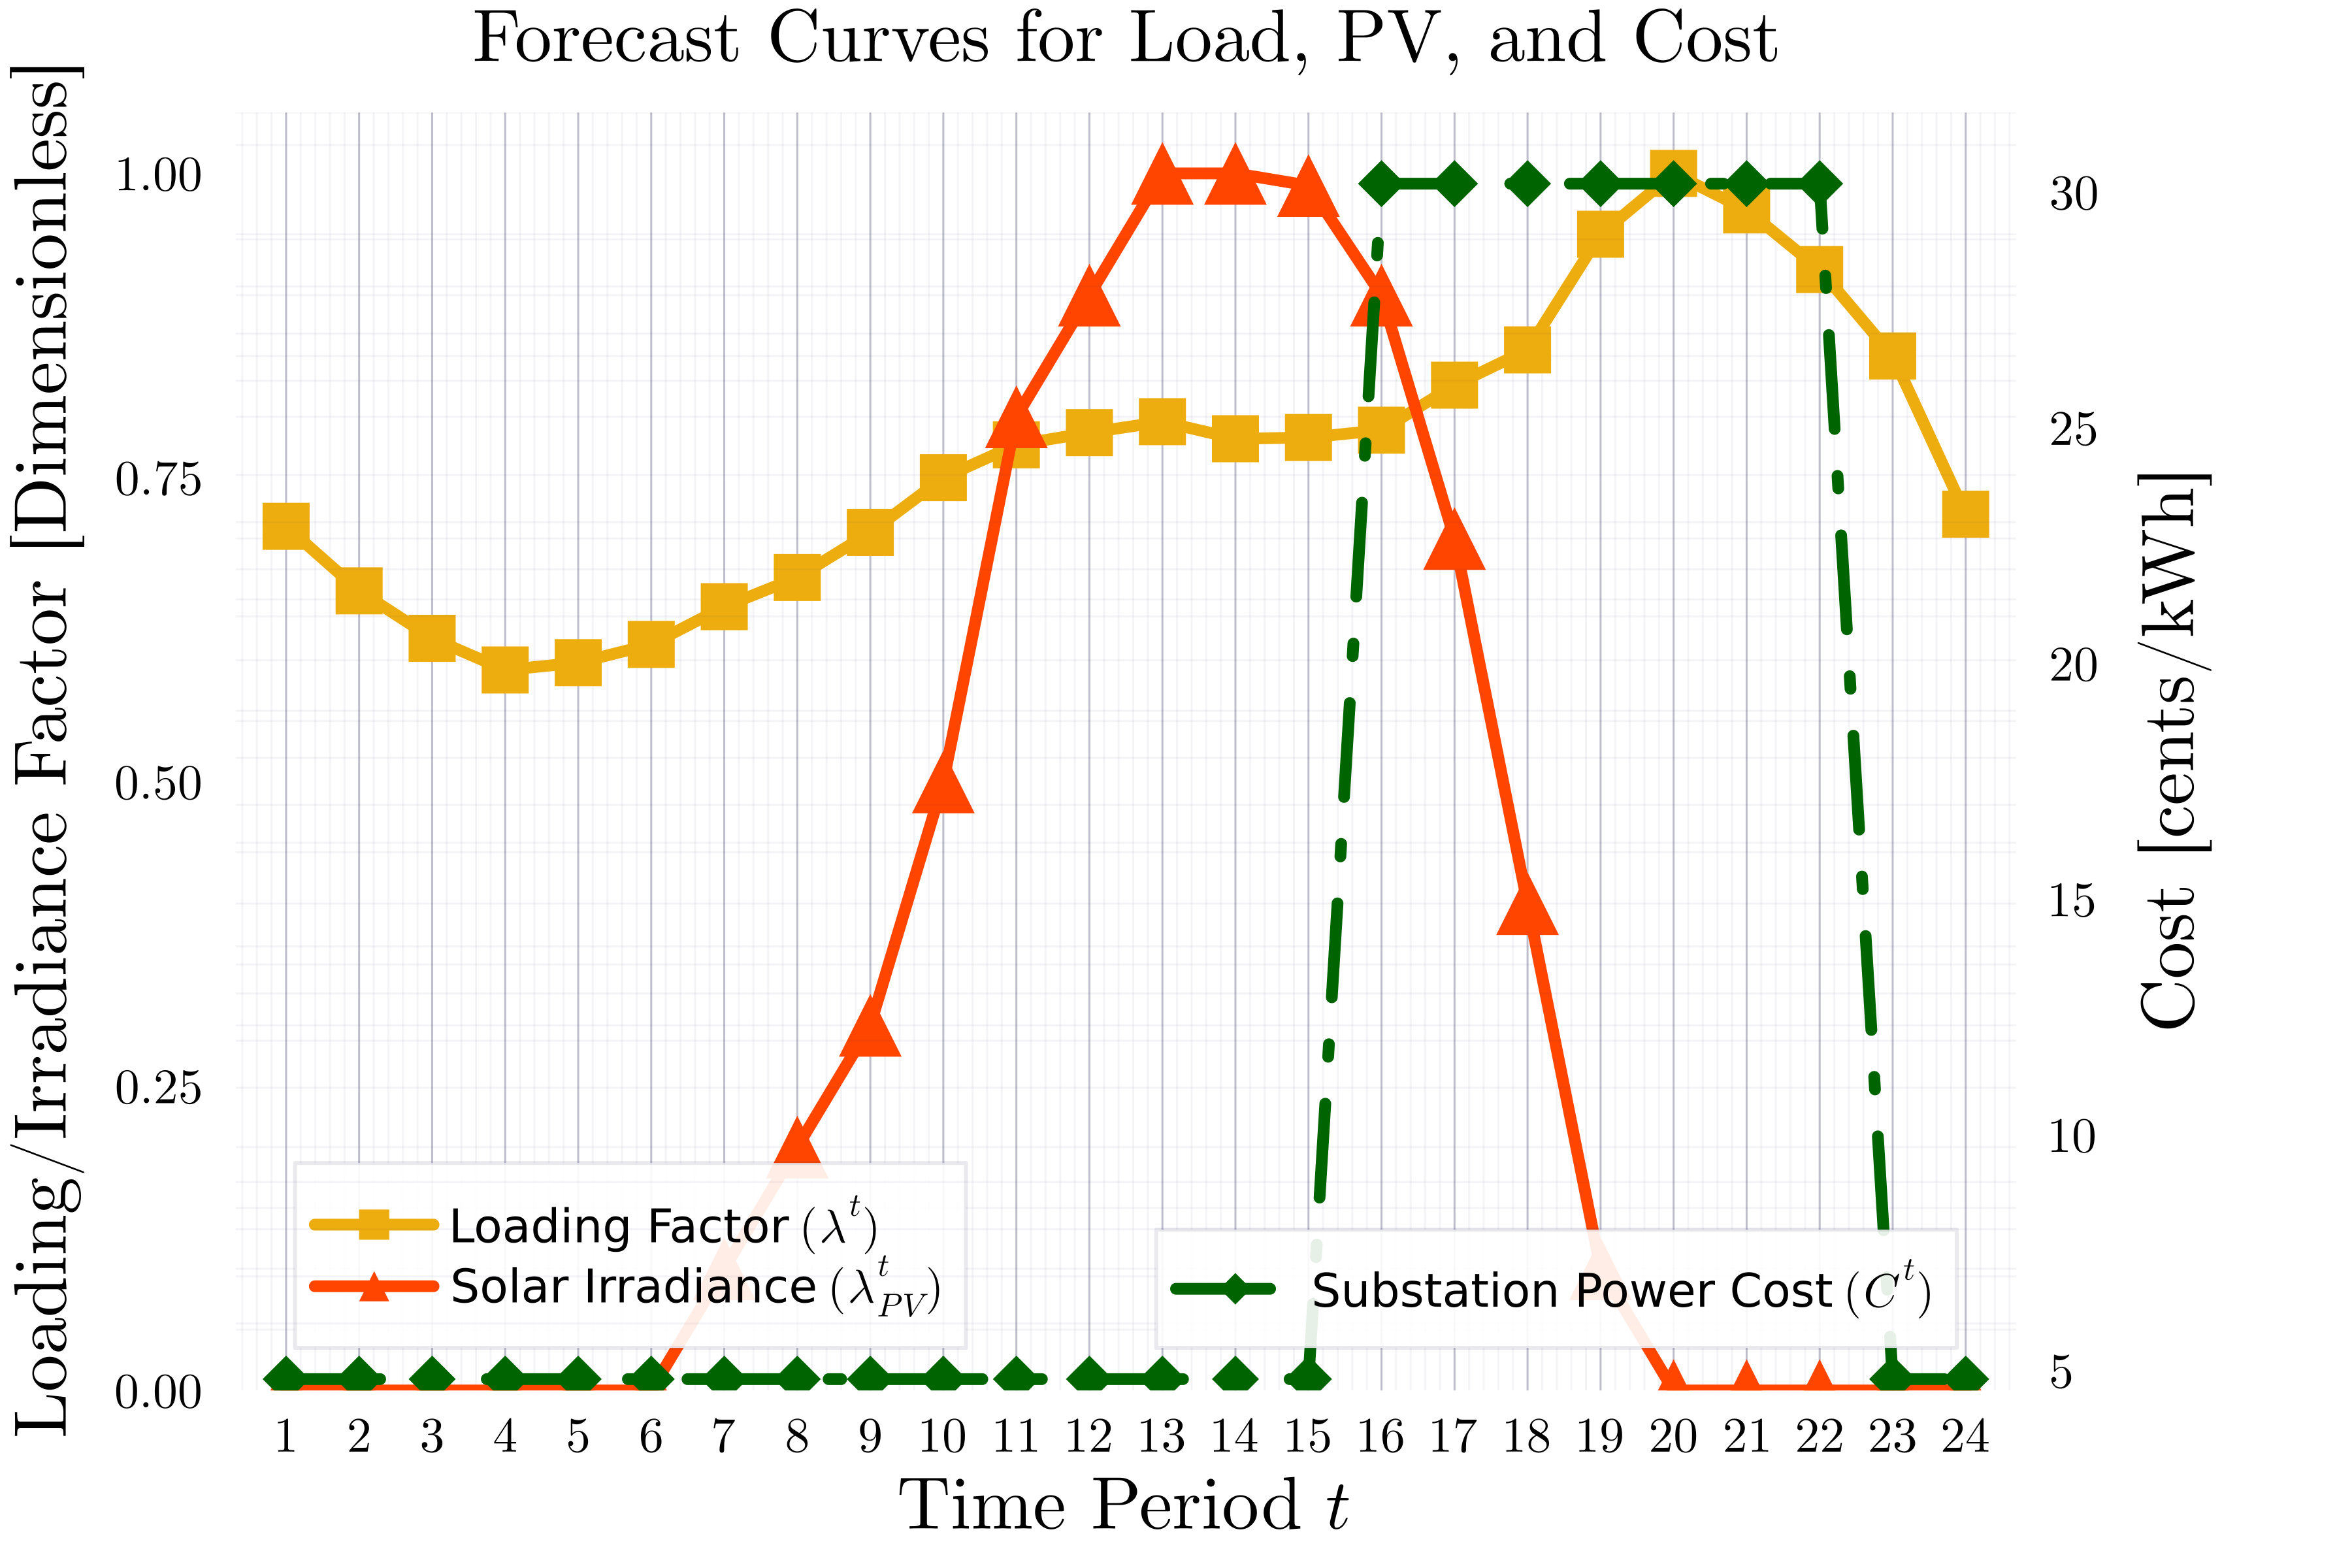 Forecast Curves for Load, PV, and Cost
Loading/Irradiance Factor [Dimensionless]
1.00
0.75
0.50
0.25
0.00
30
25
20
15
10
5
Cost [cents/kWh]
Loading Factor (λ^t)
Solar Irradiance (λ^t_PV)
Substation Power Cost (C^t)
1 2 3 4 5 6 7 8 9 10 11 12 13 14 15 16 17 18 19 20 21 22 23 24
Time Period t